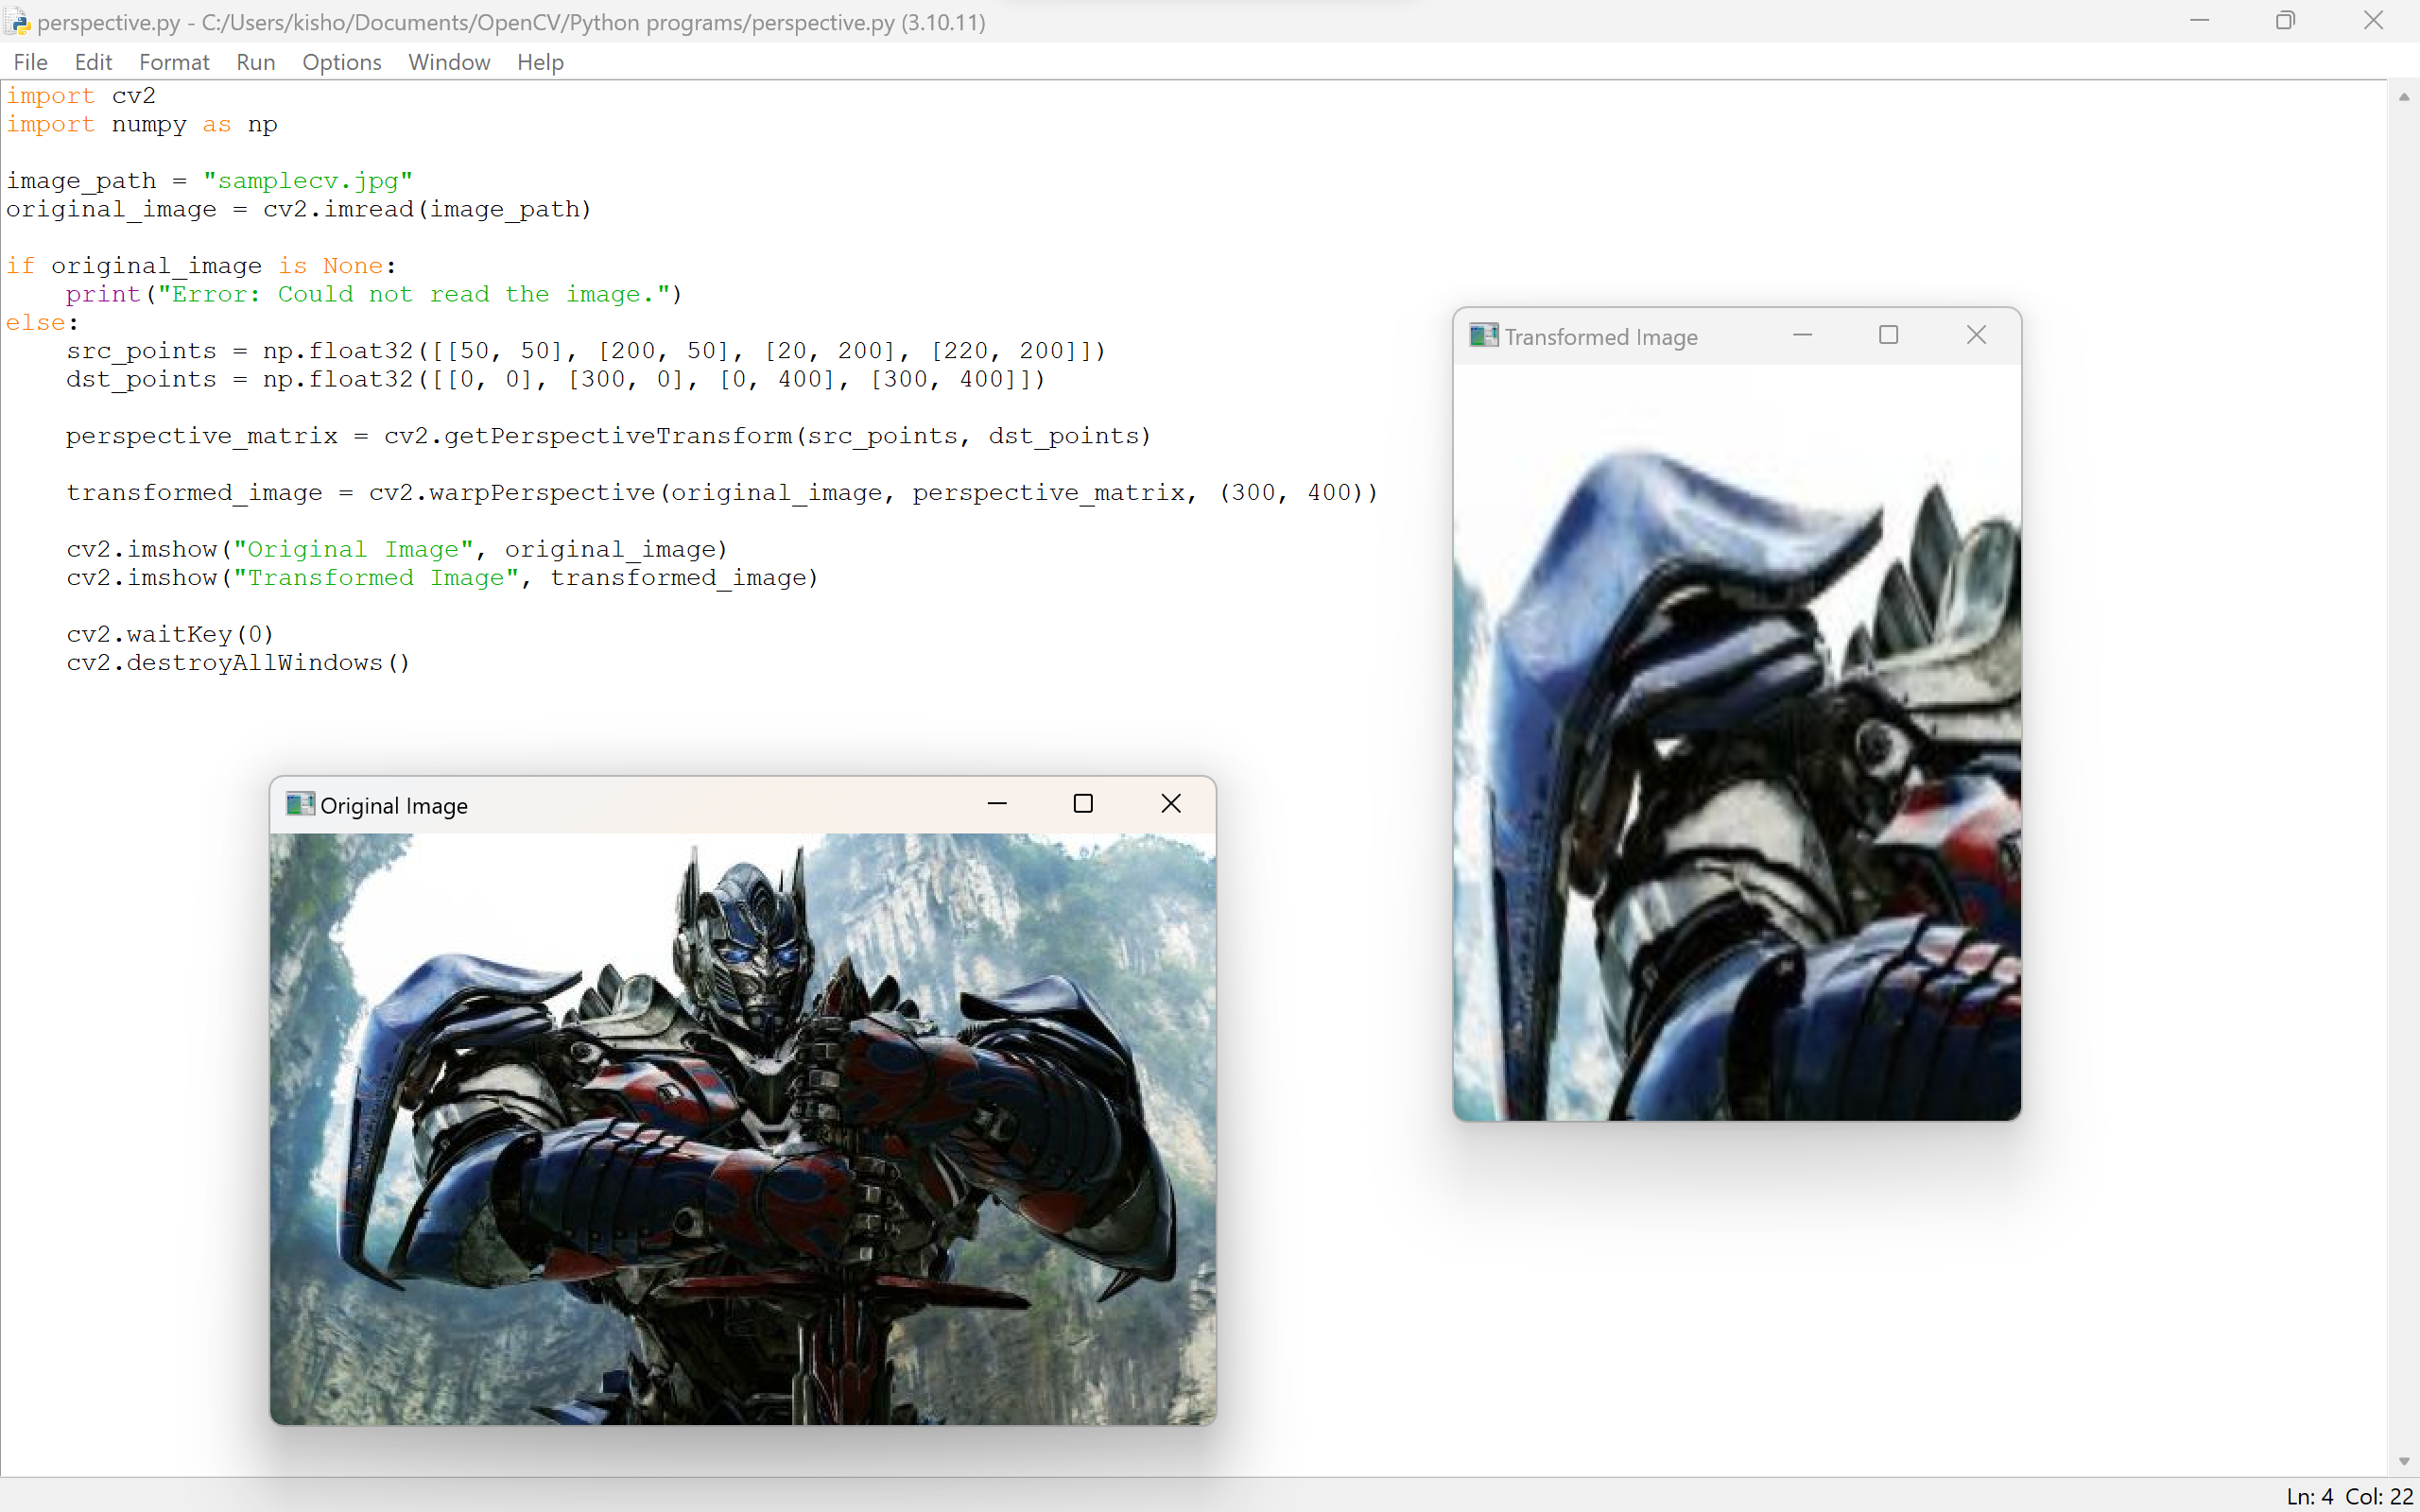 perspective.py - C:/Users/kisho/Documents/OpenCV/Python programs/perspective.py (3.10.11)
File Edit Format Run Options Window Help
import cv2
import numpy as np
image_path = "samplecv.jpg"
original_image = cv2.imread(image_path)
if original_image is None:
    print("Error: Could not read the image.")
else:
    src_points = np.float32([[50, 50], [200, 50], [20, 200], [220, 200]])
    dst_points = np.float32([[0, 0], [300, 0], [0, 400], [300, 400]])
    perspective_matrix = cv2.getPerspectiveTransform(src_points, dst_points)
    transformed_image = cv2.warpPerspective(original_image, perspective_matrix, (300, 400))
    cv2.imshow("Original Image", original_image)
    cv2.imshow("Transformed Image", transformed_image)
    cv2.waitKey(0)
    cv2.destroyAllWindows()
Transformed Image
Original Image
Ln: 4 Col: 22